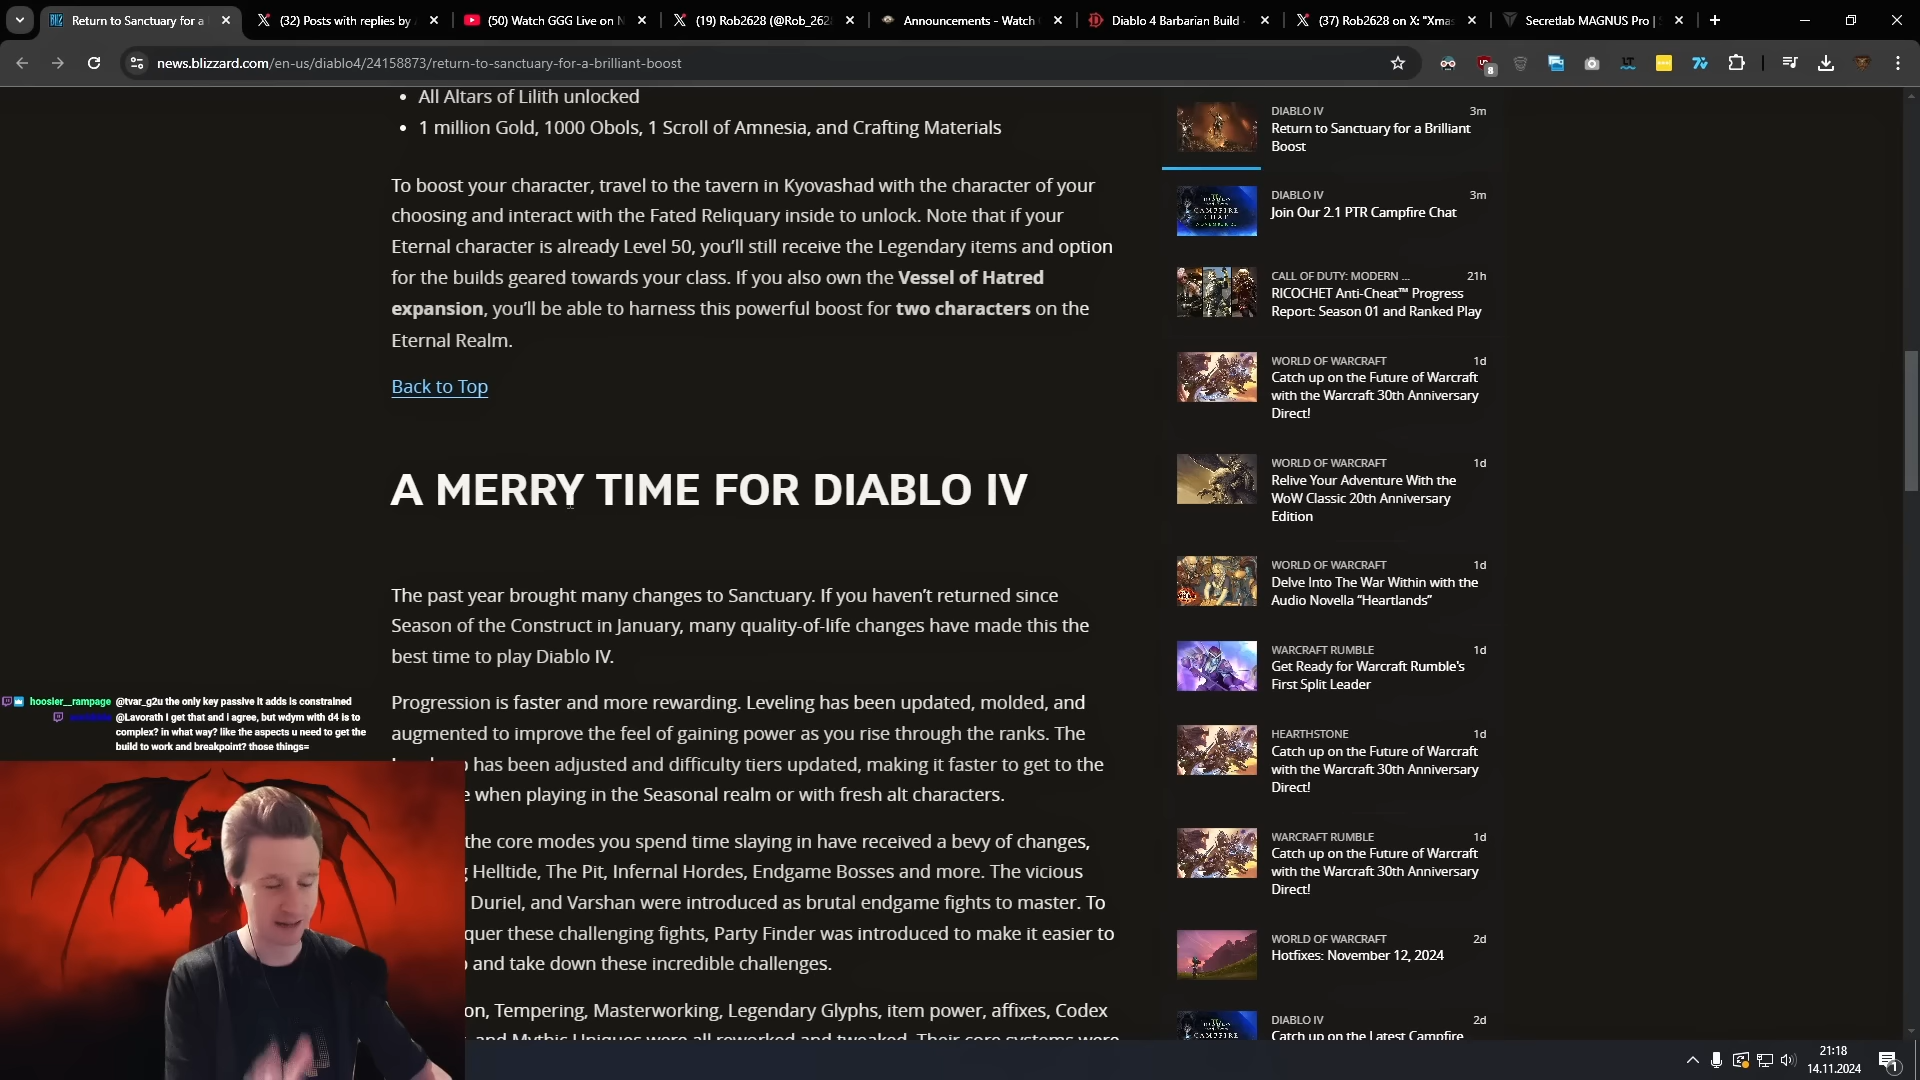 Return to Sanctuary for a
(32) Posts with replies by
(50) Watch GGG Live on N
(19) Rob2628 (@Rob_262
Announcements - Watch
Diablo 4 Barbarian Build
(37) Rob2628 on X: "Xma
Secretlab MAGNUS Pro |
news.blizzard.com/en-us/diablo4/24158873/return-to-sanctuary-for-a-brilliant-boost
8
• All Altars of Lilith unlocked
• 1 million Gold, 1000 Obols, 1 Scroll of Amnesia, and Crafting Materials
To boost your character, travel to the tavern in Kyovashad with the character of your
choosing and interact with the Fated Reliquary inside to unlock. Note that if your
Eternal character is already Level 50, you’ll still receive the Legendary items and option
for the builds geared towards your class. If you also own the Vessel of Hatred
expansion, you’ll be able to harness this powerful boost for two characters on the
Eternal Realm.
Back to Top
A MERRY TIME FOR DIABLO IV
The past year brought many changes to Sanctuary. If you haven’t returned since
Season of the Construct in January, many quality-of-life changes have made this the
best time to play Diablo IV.
Progression is faster and more rewarding. Leveling has been updated, molded, and
augmented to improve the feel of gaining power as you rise through the ranks. The
has been adjusted and difficulty tiers updated, making it faster to get to the
when playing in the Seasonal realm or with fresh alt characters.
the core modes you spend time slaying in have received a bevy of changes,
Helltide, The Pit, Infernal Hordes, Endgame Bosses and more. The vicious
Duriel, and Varshan were introduced as brutal endgame fights to master. To
quer these challenging fights, Party Finder was introduced to make it easier to
and take down these incredible challenges.
on, Tempering, Masterworking, Legendary Glyphs, item power, affixes, Codex
and Mythic Uniques were all reworked and tweaked. Their core systems were
hoosier__rampage @tvar_g2u the only key passive it adds is constrained
@Lavorath I get that and I agree, but wdym with d4 is to
complex? in what way? like the aspects u need to get the
build to work and breakpoint? those things=
DIABLO IV 3m
Return to Sanctuary for a Brilliant
Boost
DIABLO IV 3m
Join Our 2.1 PTR Campfire Chat
CALL OF DUTY: MODERN ... 21h
RICOCHET Anti-Cheat™ Progress
Report: Season 01 and Ranked Play
WORLD OF WARCRAFT 1d
Catch up on the Future of Warcraft
with the Warcraft 30th Anniversary
Direct!
WORLD OF WARCRAFT 1d
Relive Your Adventure With the
WoW Classic 20th Anniversary
Edition
WORLD OF WARCRAFT 1d
Delve Into The War Within with the
Audio Novella “Heartlands”
WARCRAFT RUMBLE 1d
Get Ready for Warcraft Rumble’s
First Split Leader
HEARTHSTONE 1d
Catch up on the Future of Warcraft
with the Warcraft 30th Anniversary
Direct!
WARCRAFT RUMBLE 1d
Catch up on the Future of Warcraft
with the Warcraft 30th Anniversary
Direct!
WORLD OF WARCRAFT 2d
Hotfixes: November 12, 2024
DIABLO IV 2d
Catch up on the Latest Campfire
21:18
14.11.2024
1